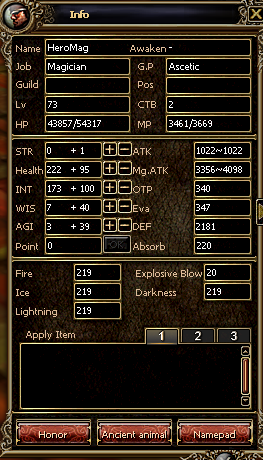 Info
Name HeroMag Awaken -
Job Magician G.P Ascetic
Guild Pos
Lv 73 CTB 2
HP 43857/54317 MP 3461/3669
STR 0 + 1 ATK 1022~1022
Health 222 + 95 Mg.ATK 3356~4098
INT 173 + 100 OTP 340
WIS 7 + 40 Eva 347
AGI 3 + 39 DEF 2181
Point 0 OK Absorb 220
Fire 219 Explosive Blow 20
Ice 219 Darkness 219
Lightning 219
Apply Item 1 2 3
Honor Ancient animal Namepad